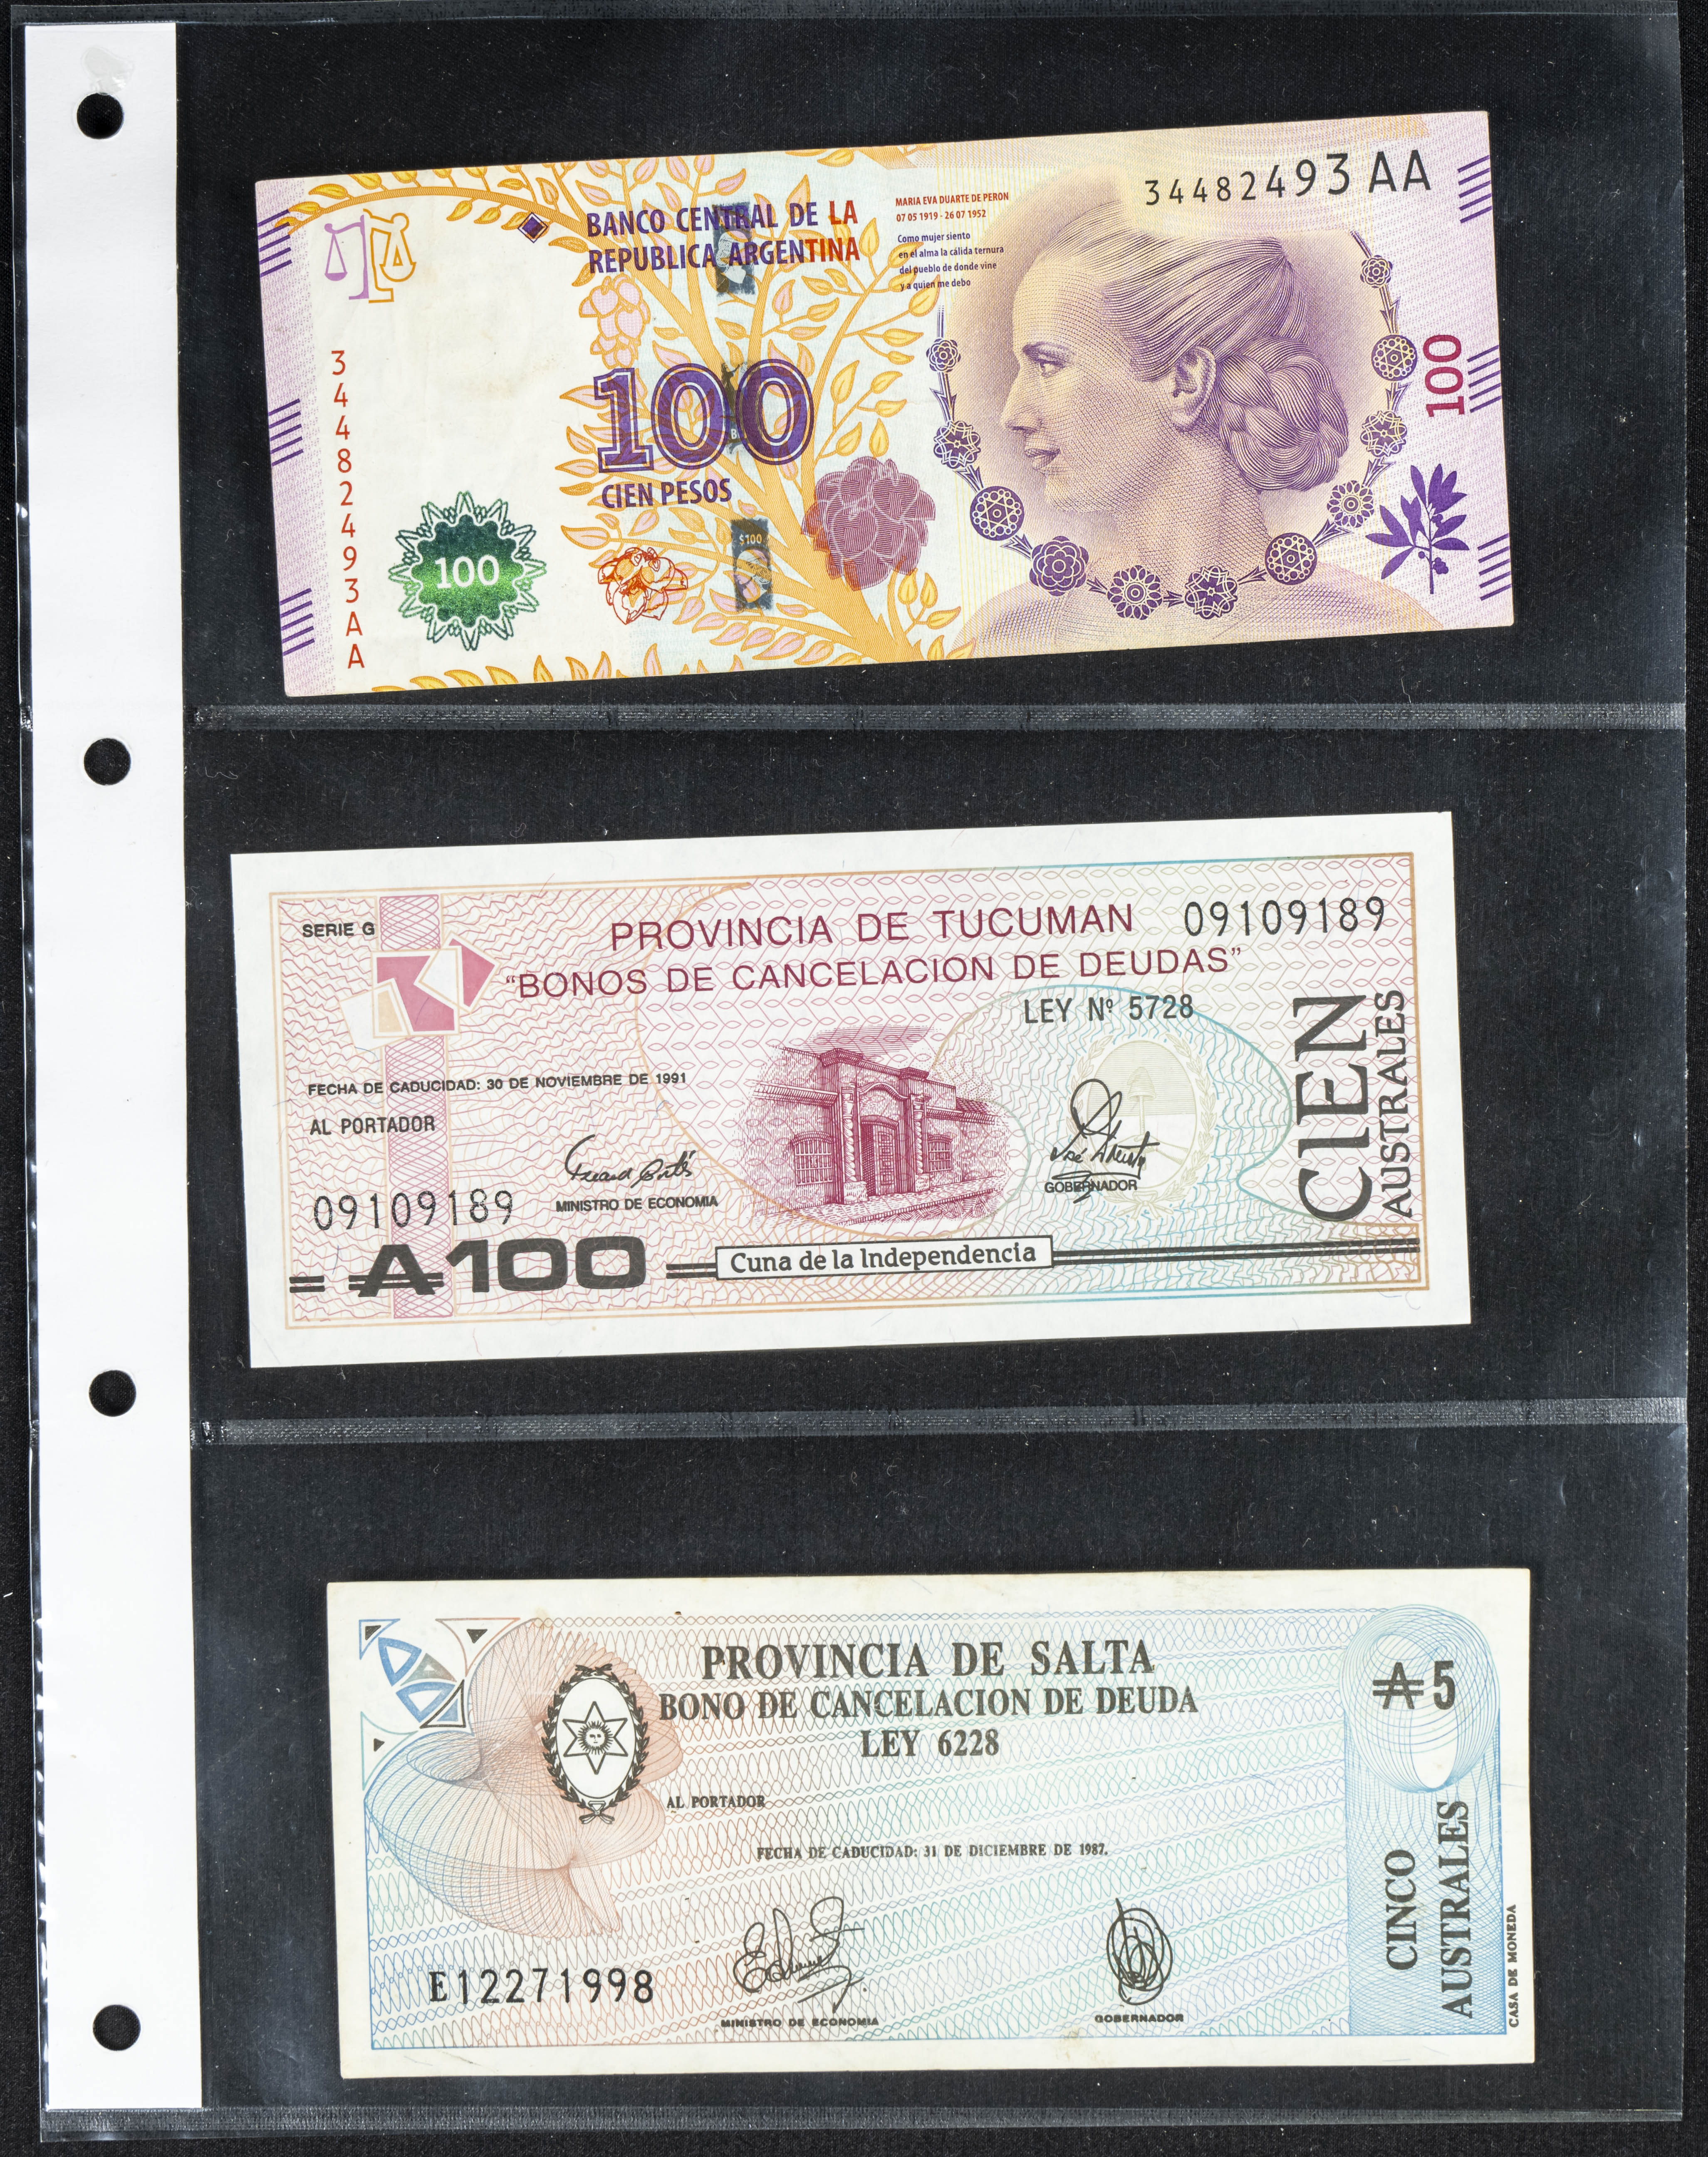 BANCO CENTRAL DE LA
REPUBLICA ARGENTINA
MARIA EVA DUARTE DE PERON
07 05 1919 - 26 07 1952
Como mujer siento
en el alma la cálida ternura
del pueblo de donde vine
y a quien me debo
34482493 AA
34482493AA
100
CIEN PESOS
100
$100
100
SERIE G
PROVINCIA DE TUCUMAN
09109189
"BONOS DE CANCELACION DE DEUDAS"
LEY Nº 5728
FECHA DE CADUCIDAD: 30 DE NOVIEMBRE DE 1991
AL PORTADOR
MINISTRO DE ECONOMIA
GOBERNADOR
09109189
₳100
Cuna de la Independencia
CIEN
AUSTRALES
PROVINCIA DE SALTA
BONO DE CANCELACION DE DEUDA
LEY 6228
₳5
AL PORTADOR
FECHA DE CADUCIDAD: 31 DE DICIEMBRE DE 1987.
E12271998
MINISTRO DE ECONOMIA
GOBERNADOR
CINCO
AUSTRALES
CASA DE MONEDA